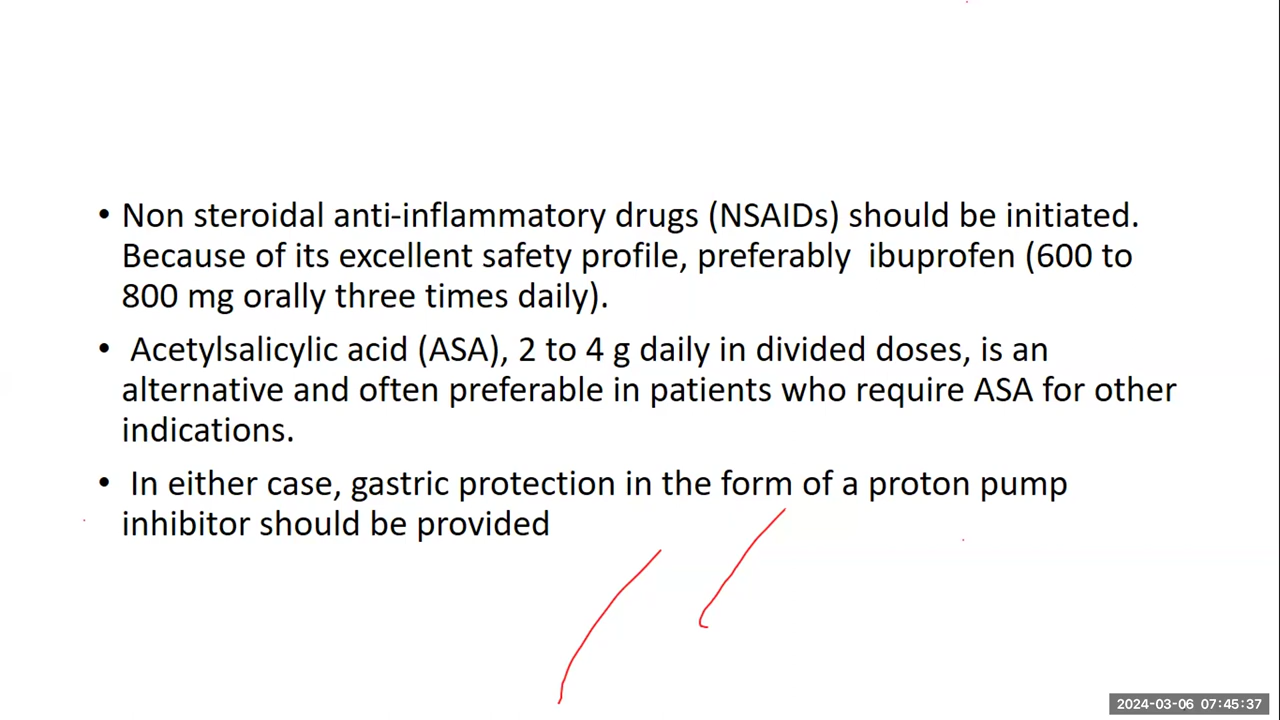 • Non steroidal anti-inflammatory drugs (NSAIDs) should be initiated.
Because of its excellent safety profile, preferably ibuprofen (600 to
800 mg orally three times daily).
• Acetylsalicylic acid (ASA), 2 to 4 g daily in divided doses, is an
alternative and often preferable in patients who require ASA for other
indications.
• In either case, gastric protection in the form of a proton pump
inhibitor should be provided
2024-03-06 07:45:37